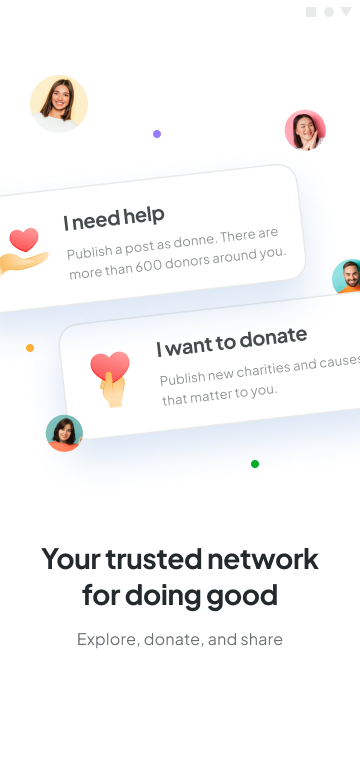 I need help
Publish a post as donne. There are
more than 600 donors around you.
I want to donate
Publish new charities and causes
that matter to you.
Your trusted network
for doing good
Explore, donate, and share